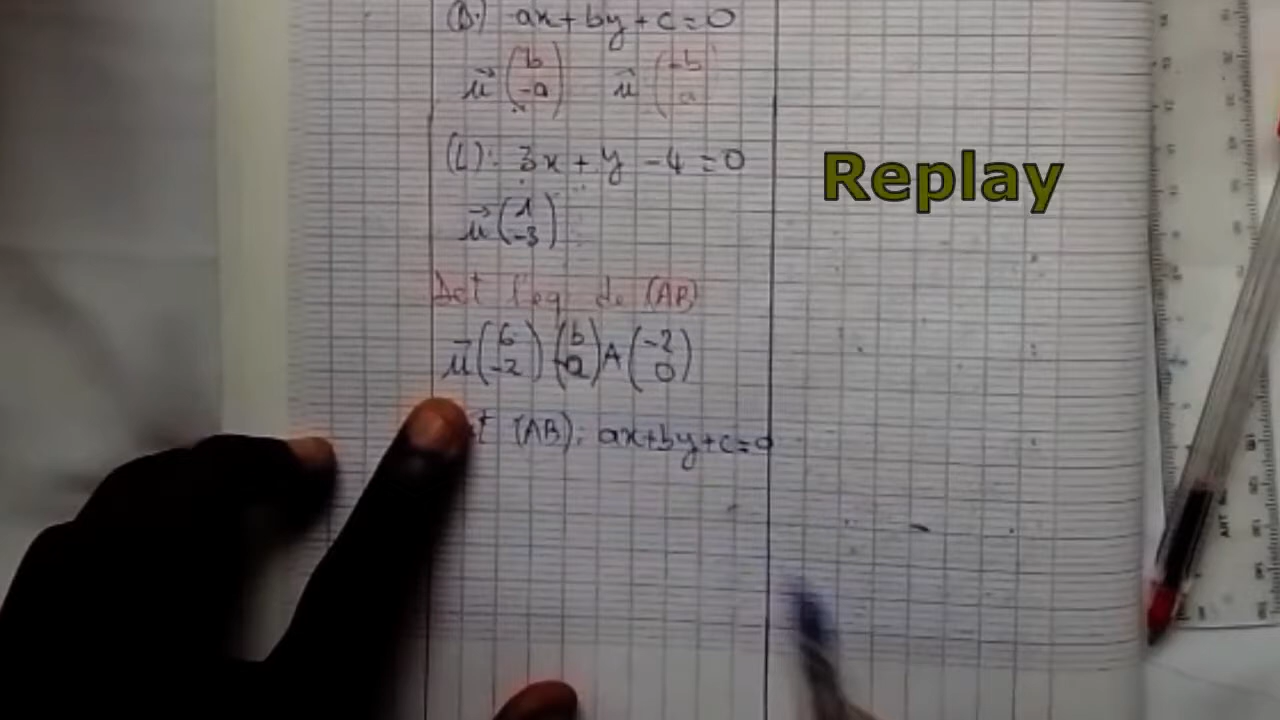 (D): ax + by + c = 0
u⃗ (b -a) u⃗ (-b a)
(L): 3x + y - 4 = 0
Replay
u⃗ (1 -3)
Det l'eq de (AB)
u⃗ (6 -2) (b -a) A (-2 0)
(AB): ax+by+c=0